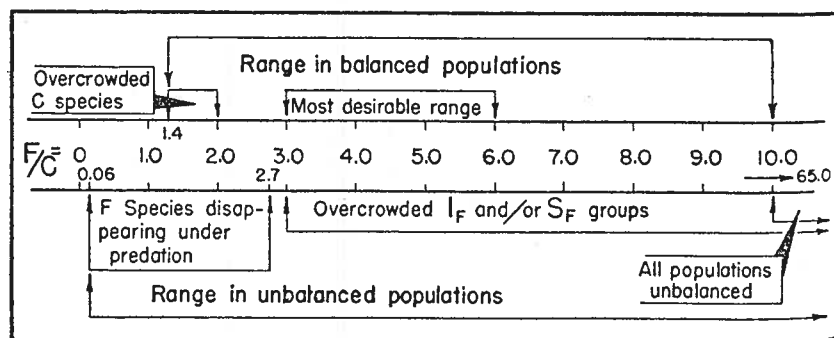 Range in balanced populations
Overcrowded
C species
Most desirable range
1.4
F/C = 0 1.0 2.0 3.0 4.0 5.0 6.0 7.0 8.0 9.0 10.0
0.06 2.7 65.0
F Species disap-
pearing under
predation
Overcrowded IF and/or SF groups
All populations
unbalanced
Range in unbalanced populations